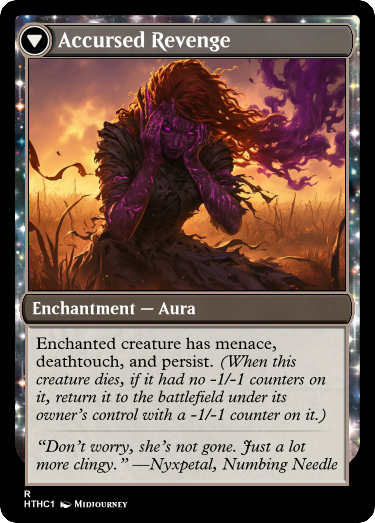 Accursed Revenge
Enchantment — Aura
Enchanted creature has menace,
deathtouch, and persist. (When this
creature dies, if it had no -1/-1 counters on
it, return it to the battlefield under its
owner's control with a -1/-1 counter on it.)
“Don't worry, she's not gone. Just a lot
more clingy.” —Nyxpetal, Numbing Needle
R
HTHC1 Midjourney